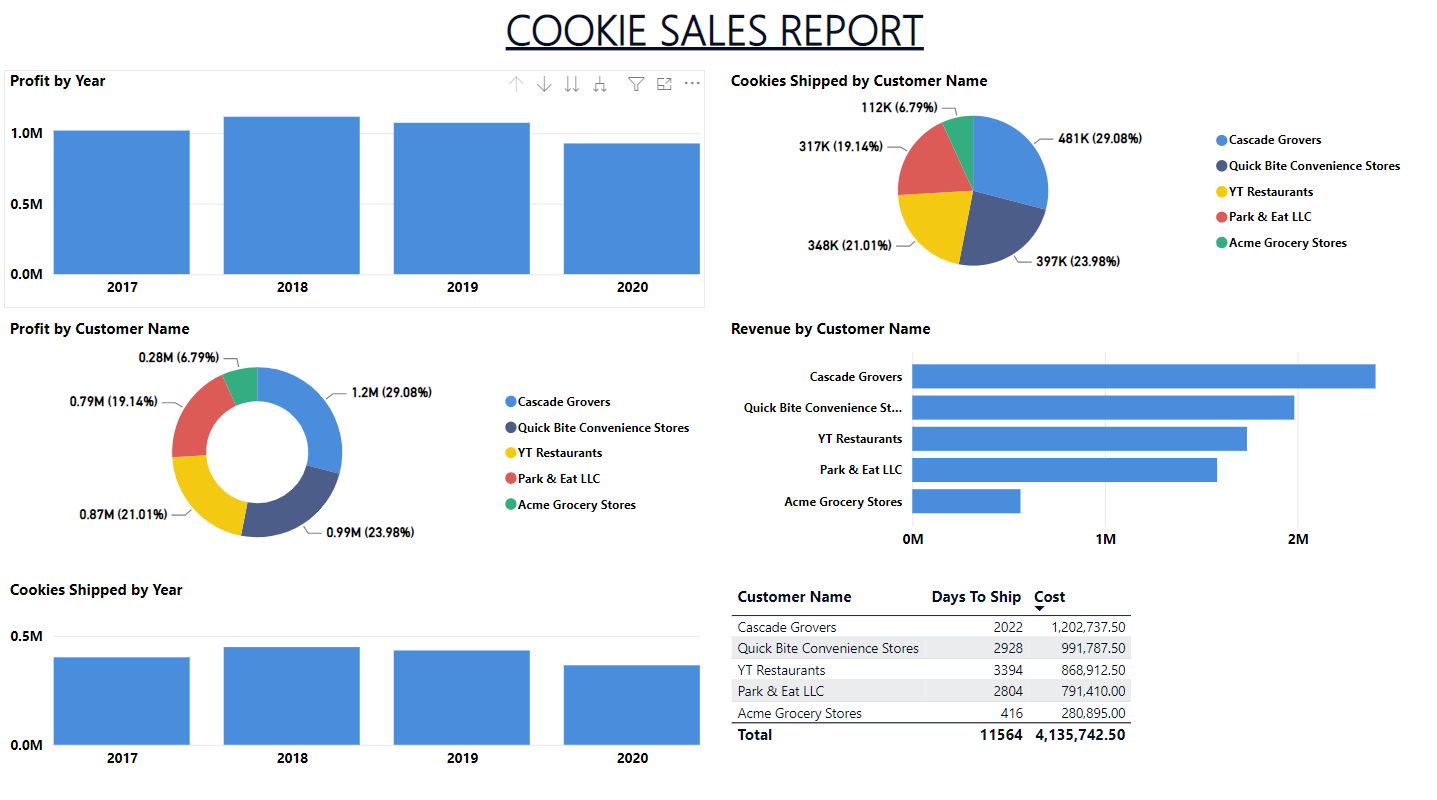 COOKIE SALES REPORT
Profit by Year
1.0M
0.5M
0.0M
2017 2018 2019 2020
Cookies Shipped by Customer Name
112K (6.79%)
481K (29.08%)
317K (19.14%)
348K (21.01%)
397K (23.98%)
Cascade Grovers
Quick Bite Convenience Stores
YT Restaurants
Park & Eat LLC
Acme Grocery Stores
Profit by Customer Name
0.28M (6.79%)
1.2M (29.08%)
0.79M (19.14%)
0.87M (21.01%)
0.99M (23.98%)
Cascade Grovers
Quick Bite Convenience Stores
YT Restaurants
Park & Eat LLC
Acme Grocery Stores
Revenue by Customer Name
Cascade Grovers
Quick Bite Convenience St...
YT Restaurants
Park & Eat LLC
Acme Grocery Stores
0M 1M 2M
Cookies Shipped by Year
0.5M
0.0M
2017 2018 2019 2020
Customer Name Days To Ship Cost
Cascade Grovers 2022 1,202,737.50
Quick Bite Convenience Stores 2928 991,787.50
YT Restaurants 3394 868,912.50
Park & Eat LLC 2804 791,410.00
Acme Grocery Stores 416 280,895.00
Total 11564 4,135,742.50